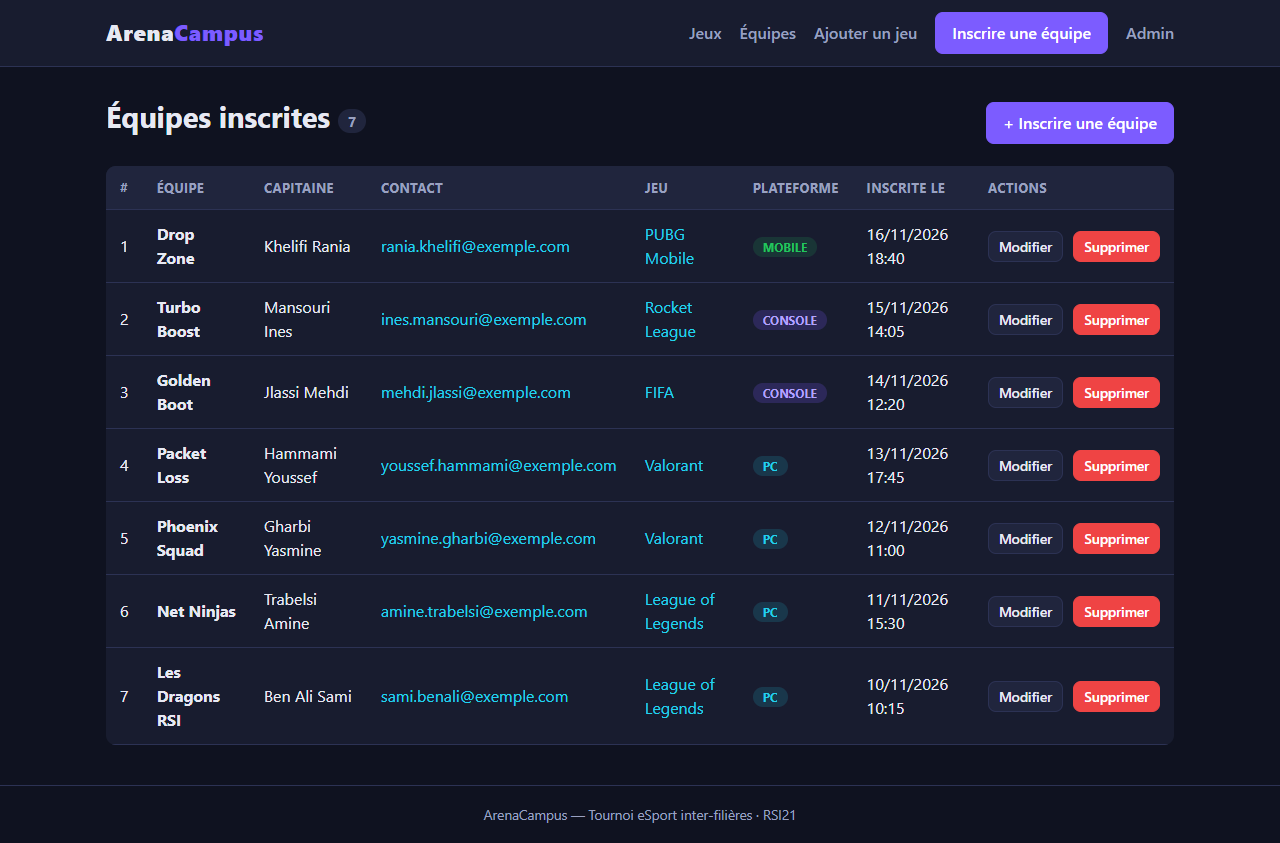 ArenaCampus Jeux Équipes Ajouter un jeu Inscrire une équipe Admin
Équipes inscrites 7 + Inscrire une équipe
# ÉQUIPE CAPITAINE CONTACT JEU PLATEFORME INSCRITE LE ACTIONS
1 Drop Zone Khelifi Rania rania.khelifi@exemple.com PUBG Mobile MOBILE 16/11/2026 18:40 Modifier Supprimer
2 Turbo Boost Mansouri Ines ines.mansouri@exemple.com Rocket League CONSOLE 15/11/2026 14:05 Modifier Supprimer
3 Golden Boot Jlassi Mehdi mehdi.jlassi@exemple.com FIFA CONSOLE 14/11/2026 12:20 Modifier Supprimer
4 Packet Loss Hammami Youssef youssef.hammami@exemple.com Valorant PC 13/11/2026 17:45 Modifier Supprimer
5 Phoenix Squad Gharbi Yasmine yasmine.gharbi@exemple.com Valorant PC 12/11/2026 11:00 Modifier Supprimer
6 Net Ninjas Trabelsi Amine amine.trabelsi@exemple.com League of Legends PC 11/11/2026 15:30 Modifier Supprimer
7 Les Dragons RSI Ben Ali Sami sami.benali@exemple.com League of Legends PC 10/11/2026 10:15 Modifier Supprimer
ArenaCampus — Tournoi eSport inter-filières · RSI21